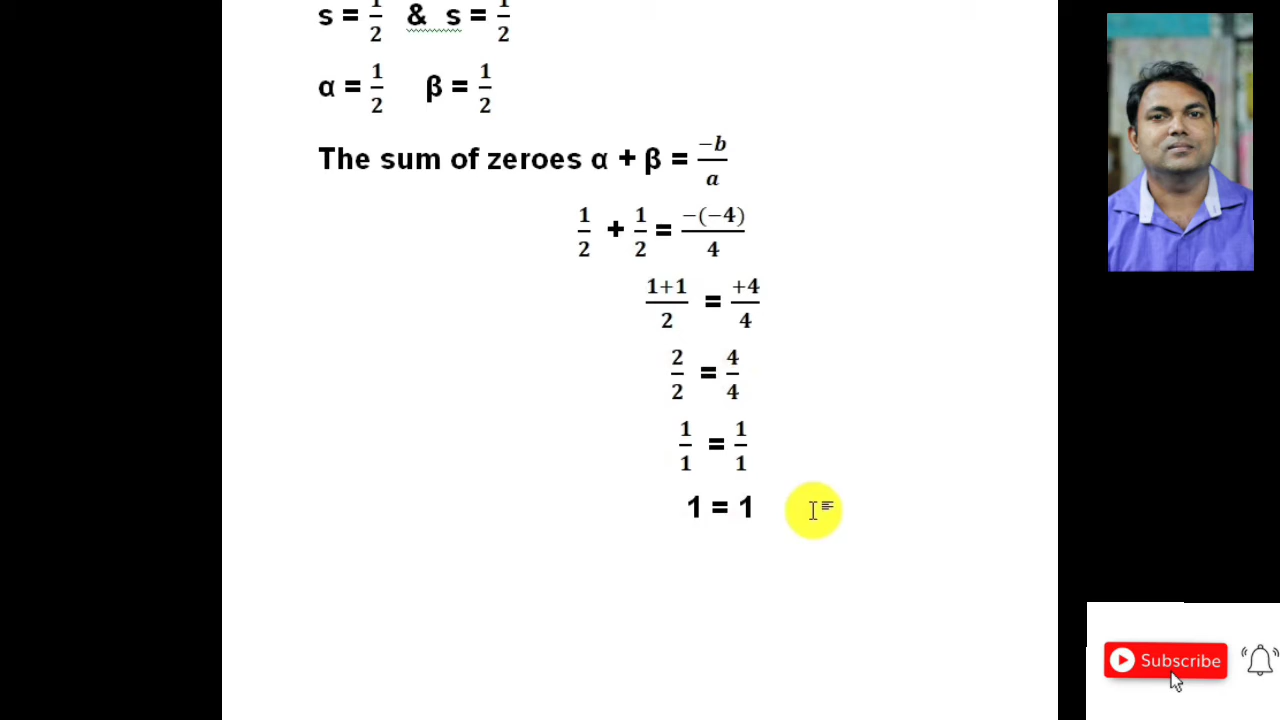 s = 1/2 & s = 1/2
α = 1/2 β = 1/2
The sum of zeroes α + β = −b/a
1/2 + 1/2 = −(−4)/4
1+1/2 = +4/4
2/2 = 4/4
1/1 = 1/1
1 = 1
Subscribe